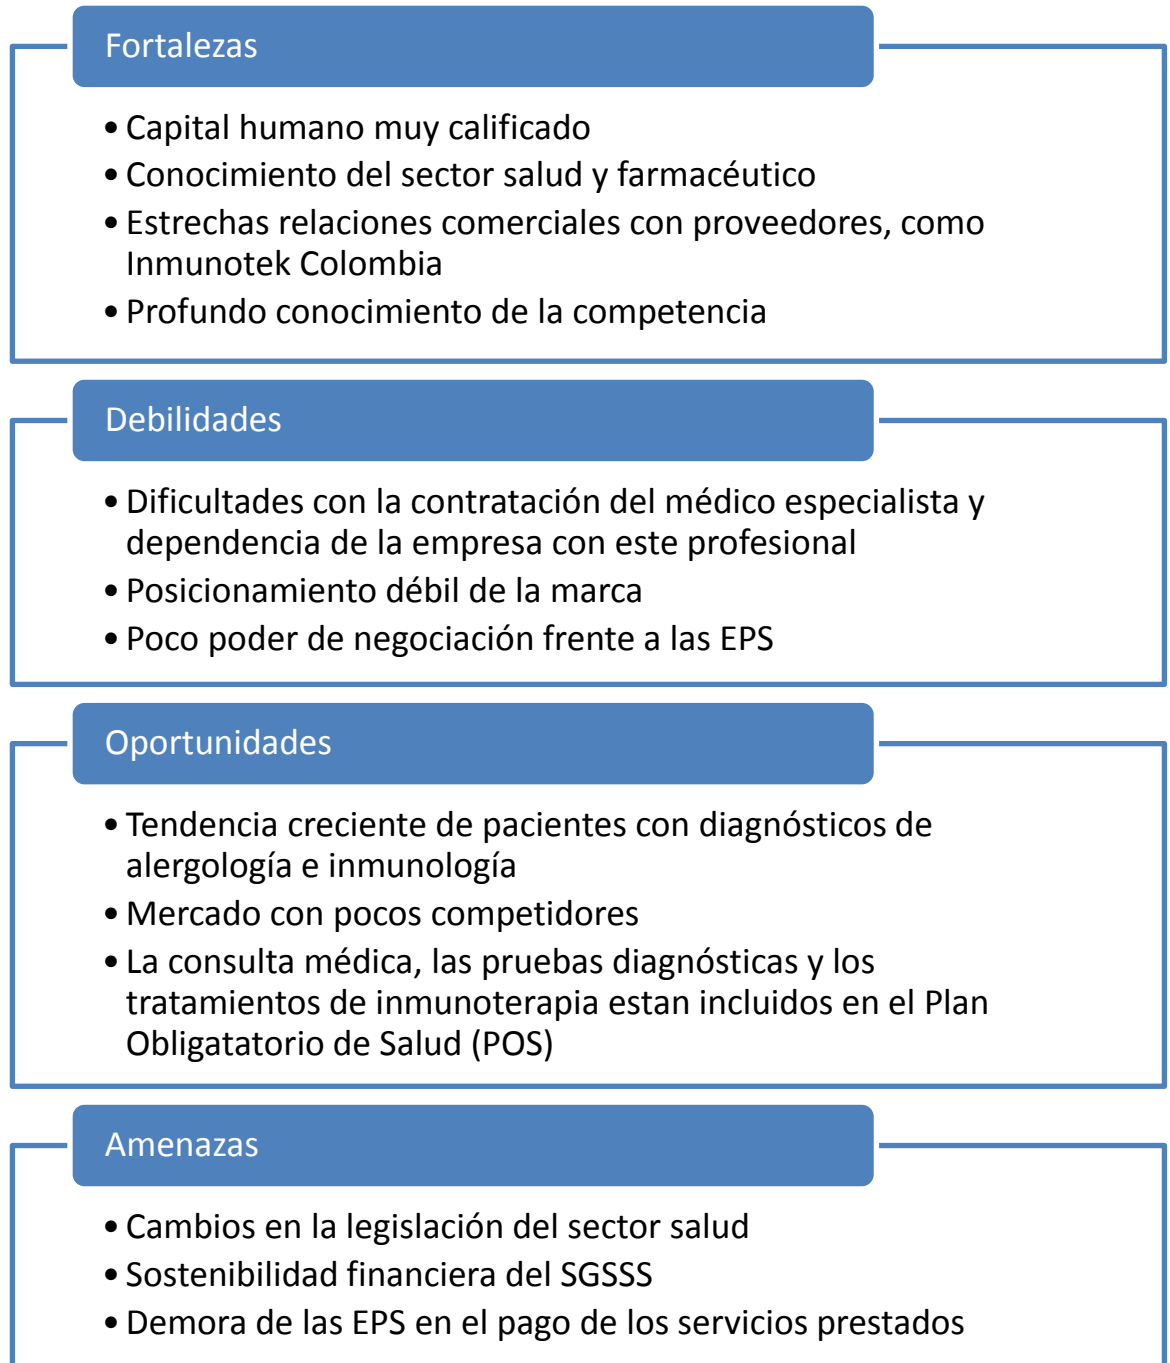 Fortalezas
• Capital humano muy calificado
• Conocimiento del sector salud y farmacéutico
• Estrechas relaciones comerciales con proveedores, como
Inmunotek Colombia
• Profundo conocimiento de la competencia
Debilidades
• Dificultades con la contratación del médico especialista y
dependencia de la empresa con este profesional
• Posicionamiento débil de la marca
• Poco poder de negociación frente a las EPS
Oportunidades
• Tendencia creciente de pacientes con diagnósticos de
alergología e inmunología
• Mercado con pocos competidores
• La consulta médica, las pruebas diagnósticas y los
tratamientos de inmunoterapia estan incluidos en el Plan
Obligatatorio de Salud (POS)
Amenazas
• Cambios en la legislación del sector salud
• Sostenibilidad financiera del SGSSS
• Demora de las EPS en el pago de los servicios prestados